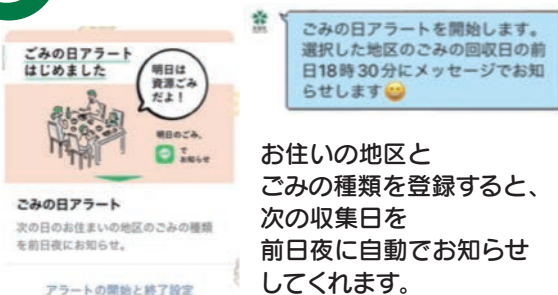 ごみの日アラート
はじめました
明日は
資源ごみ
だよ！
明日のごみ、
で
お知らせ
ごみの日アラート
次の日のお住まいの地区のごみの種類
を前日夜にお知らせ。
アラートの開始と終了設定
ごみの日アラートを開始します。
選択した地区のごみの回収日の前
日18時30分にメッセージでお知
らせします
お住いの地区と
ごみの種類を登録すると、
次の収集日を
前日夜に自動でお知らせ
してくれます。